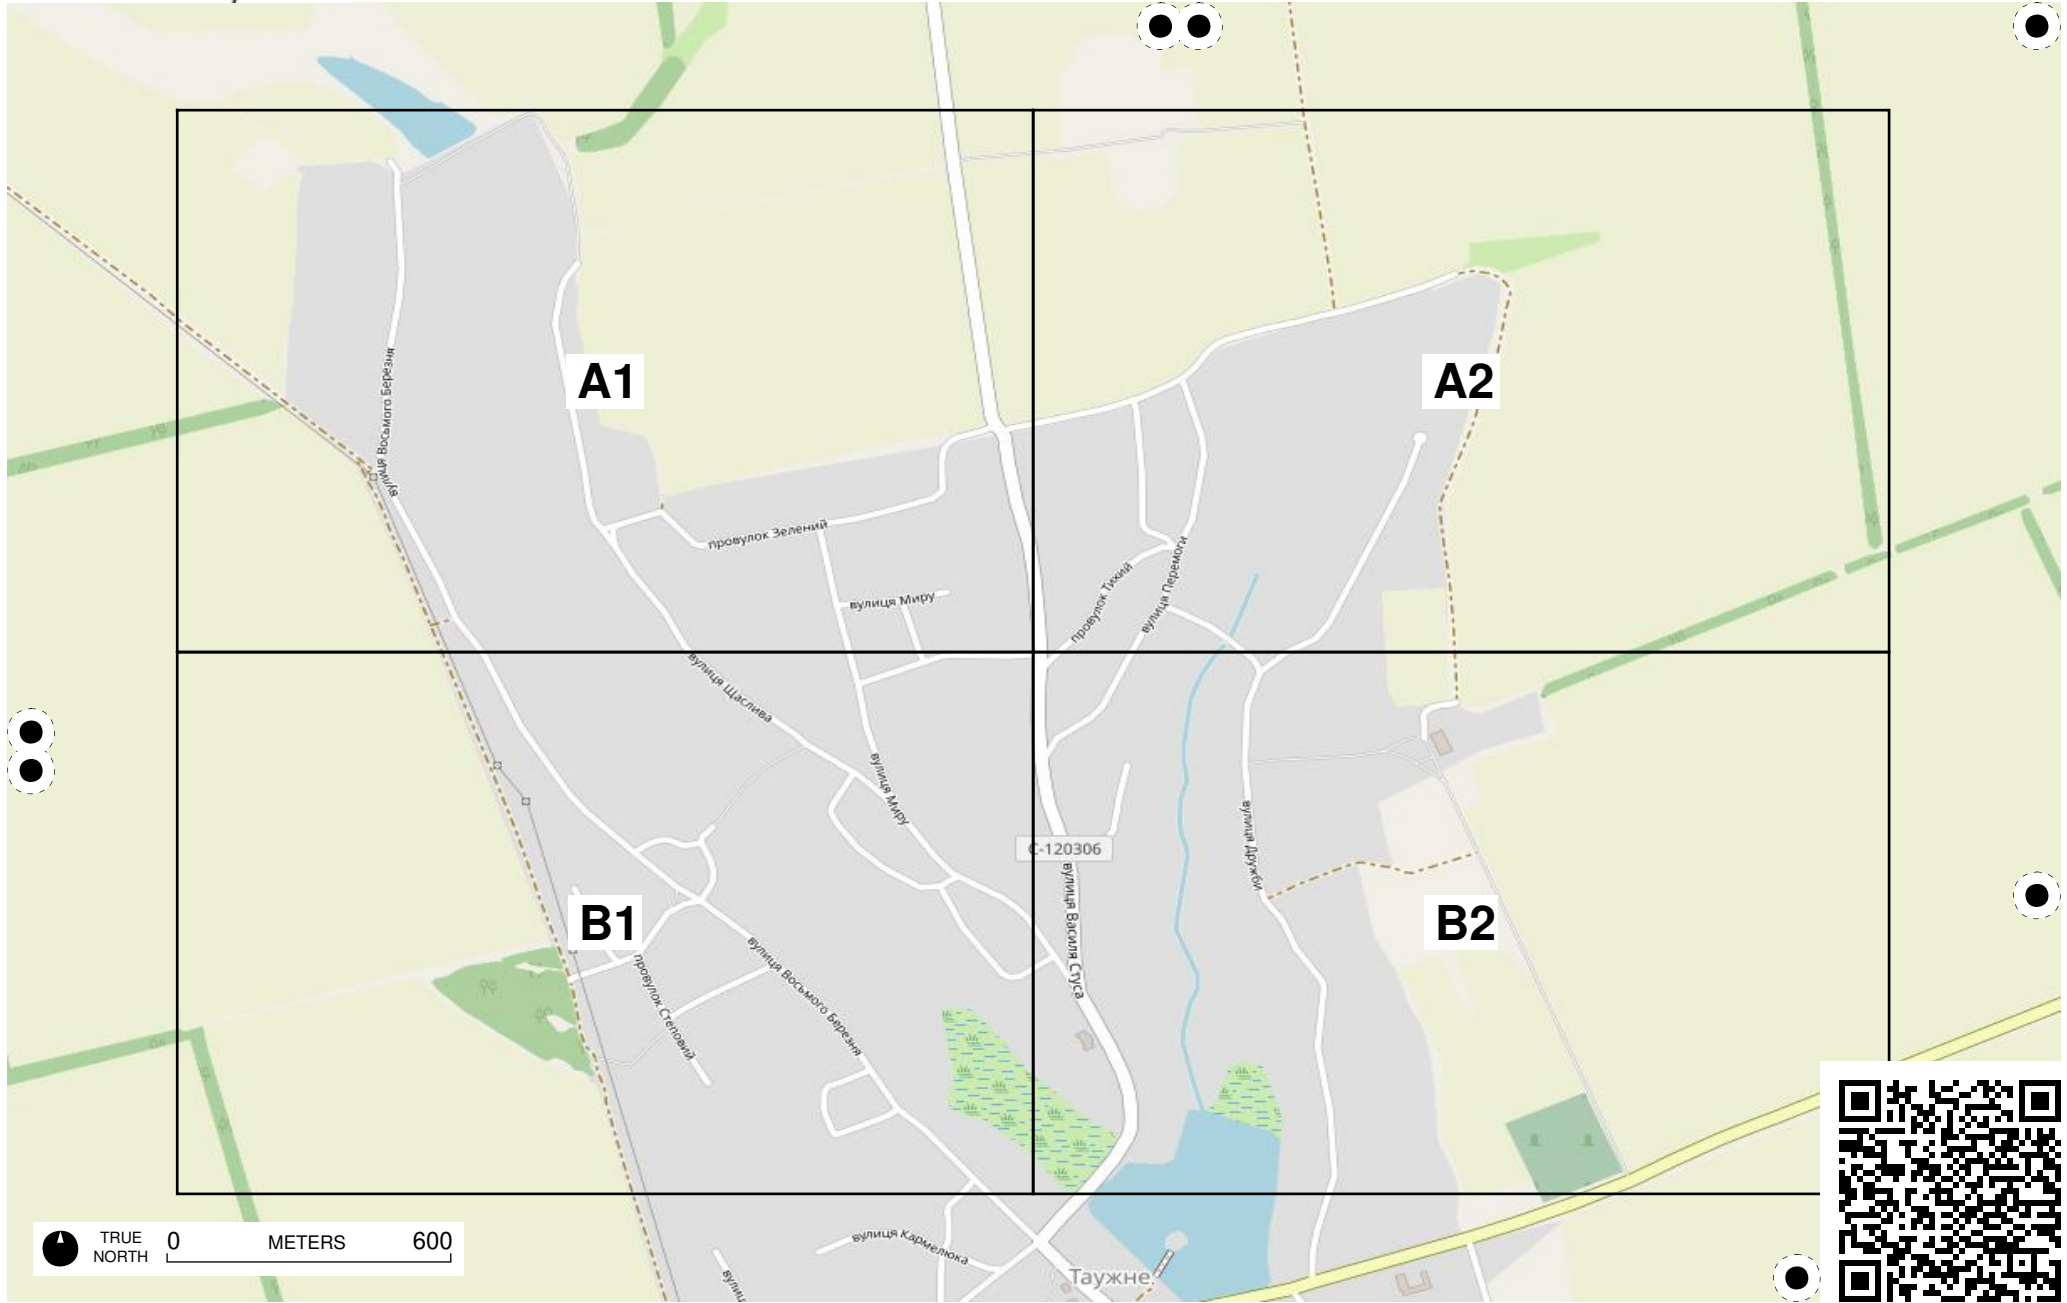 A1
A2
вулиця Восьмого Березня
провулок Зелений
вулиця Миру
провулок Тихий
вулиця Перемоги
вулиця Щаслива
вулиця Миру
С-120306
вулиця Василя Стуса
вулиця Дружби
B1
B2
провулок Степовий
вулиця Восьмого Березня
TRUE
NORTH
0 METERS 600
вулиця Кармелюка
Таужне